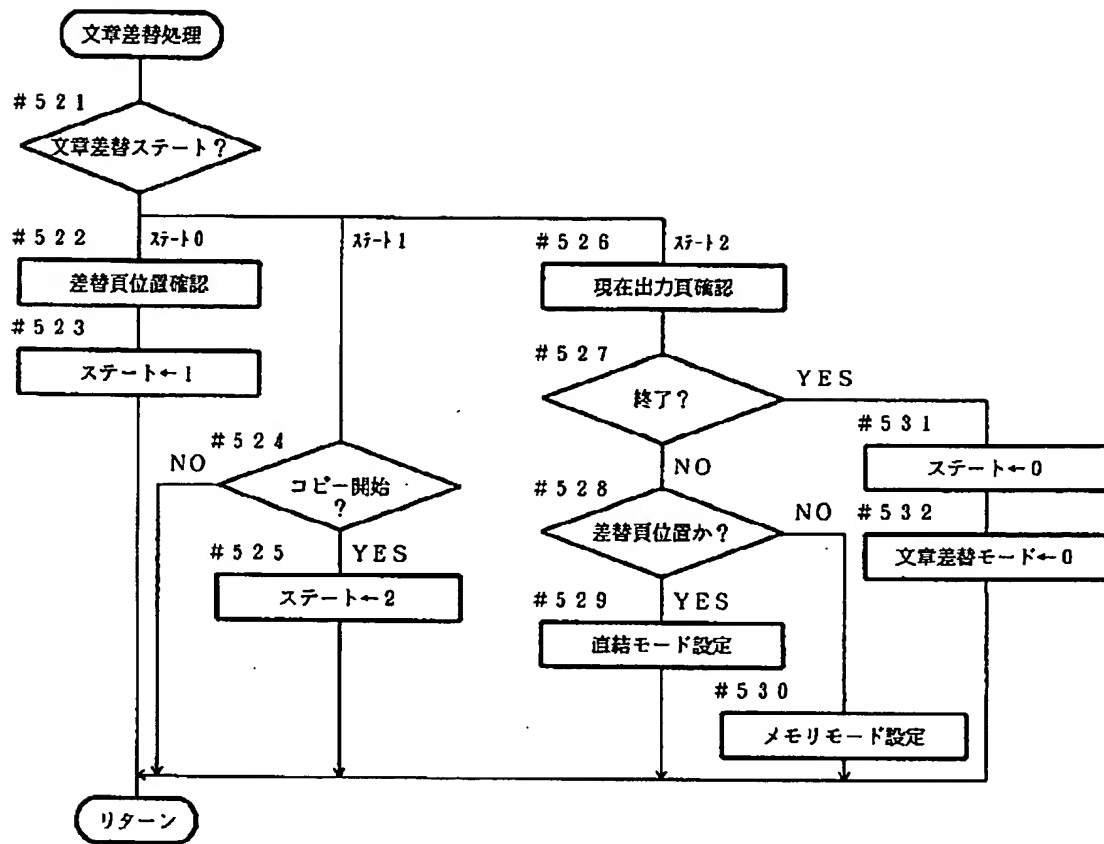 文章差替処理
#521
文章差替ステート?
#522
ステート0
差替頁位置確認
#523
ステート←1
ステート1
#524
NO
コピー開始
?
#525
YES
ステート←2
#526
ステート2
現在出力頁確認
#527
YES
終了?
NO
#528
NO
差替頁位置か?
#529
YES
直結モード設定
#530
メモリモード設定
#531
ステート←0
#532
文章差替モード←0
リターン